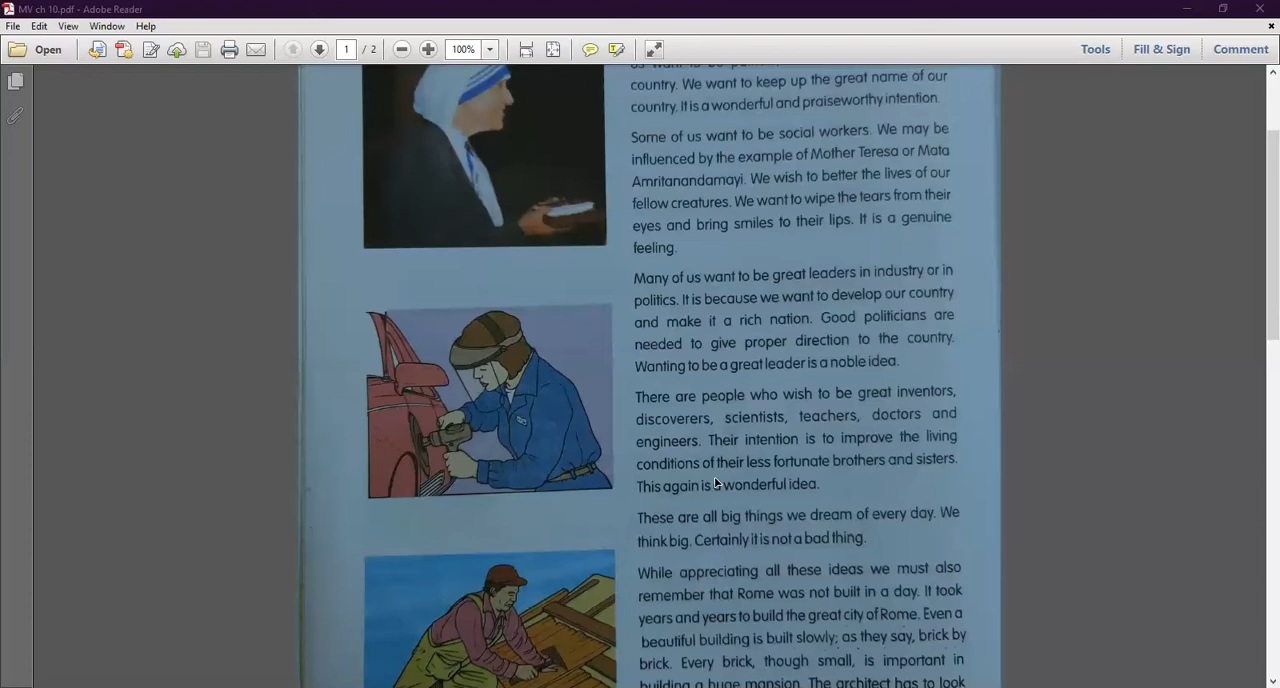 MV ch 10.pdf - Adobe Reader
File Edit View Window Help
Open 1 / 2 100% Tools Fill & Sign Comment
country. We want to keep up the great name of our
country. It is a wonderful and praiseworthy intention.
Some of us want to be social workers. We may be
influenced by the example of Mother Teresa or Mata
Amritanandamayi. We wish to better the lives of our
fellow creatures. We want to wipe the tears from their
eyes and bring smiles to their lips. It is a genuine
feeling.
Many of us want to be great leaders in industry or in
politics. It is because we want to develop our country
and make it a rich nation. Good politicians are
needed to give proper direction to the country.
Wanting to be a great leader is a noble idea.
There are people who wish to be great inventors,
discoverers, scientists, teachers, doctors and
engineers. Their intention is to improve the living
conditions of their less fortunate brothers and sisters.
This again is a wonderful idea.
These are all big things we dream of every day. We
think big. Certainly it is not a bad thing.
While appreciating all these ideas we must also
remember that Rome was not built in a day. It took
years and years to build the great city of Rome. Even a
beautiful building is built slowly; as they say, brick by
brick. Every brick, though small, is important in
building a huge mansion. The architect has to look